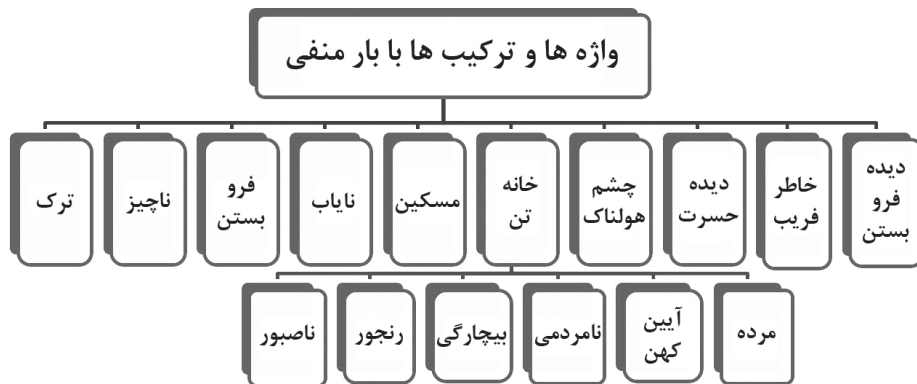 واژه ها و ترکیب ها با بار منفی
دیده
فرو
بستن
خاطر
فریب
دیده
حسرت
چشم
هولناک
خانه
تن
مسکین
نایاب
فرو
بستن
ناچیز
ترک
مرده
آیین
کهن
نامردمی
بیچارگی
رنجور
ناصبور